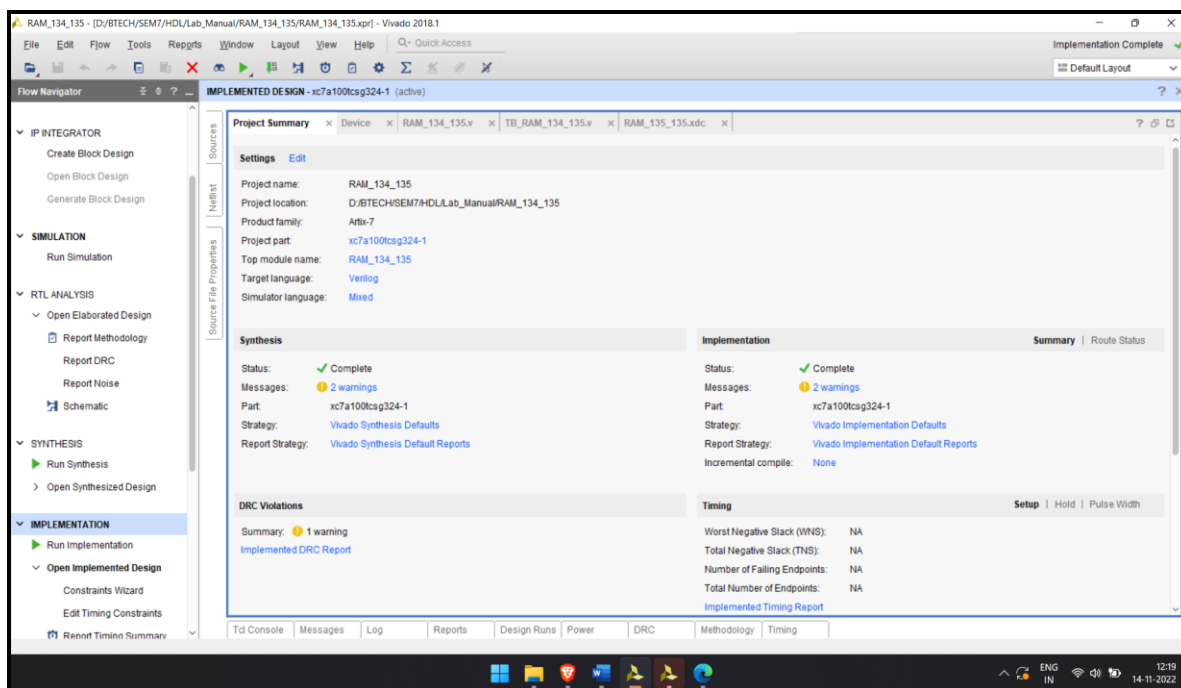 RAM_134_135 - [D:/BTECH/SEM7/HDL/Lab_Manual/RAM_134_135/RAM_134_135.xpr] - Vivado 2018.1
File Edit Flow Tools Reports Window Layout View Help Quick Access
Implementation Complete
Default Layout
Flow Navigator
IMPLEMENTED DESIGN - xc7a100tcsg324-1 (active)
IP INTEGRATOR
Create Block Design
Open Block Design
Generate Block Design
SIMULATION
Run Simulation
RTL ANALYSIS
Open Elaborated Design
Report Methodology
Report DRC
Report Noise
Schematic
SYNTHESIS
Run Synthesis
Open Synthesized Design
IMPLEMENTATION
Run Implementation
Open Implemented Design
Constraints Wizard
Edit Timing Constraints
Report Timing Summary
Sources
Netlist
Source File Properties
Project Summary Device RAM_134_135.v TB_RAM_134_135.v RAM_135_135.xdc
Settings Edit
Project name: RAM_134_135
Project location: D:/BTECH/SEM7/HDL/Lab_Manual/RAM_134_135
Product family: Artix-7
Project part: xc7a100tcsg324-1
Top module name: RAM_134_135
Target language: Verilog
Simulator language: Mixed
Synthesis
Status: Complete
Messages: 2 warnings
Part: xc7a100tcsg324-1
Strategy: Vivado Synthesis Defaults
Report Strategy: Vivado Synthesis Default Reports
Implementation Summary | Route Status
Status: Complete
Messages: 2 warnings
Part: xc7a100tcsg324-1
Strategy: Vivado Implementation Defaults
Report Strategy: Vivado Implementation Default Reports
Incremental compile: None
DRC Violations
Summary: 1 warning
Implemented DRC Report
Timing Setup | Hold | Pulse Width
Worst Negative Slack (WNS): NA
Total Negative Slack (TNS): NA
Number of Failing Endpoints: NA
Total Number of Endpoints: NA
Implemented Timing Report
Tcl Console Messages Log Reports Design Runs Power DRC Methodology Timing
ENG
IN
12:19
14-11-2022